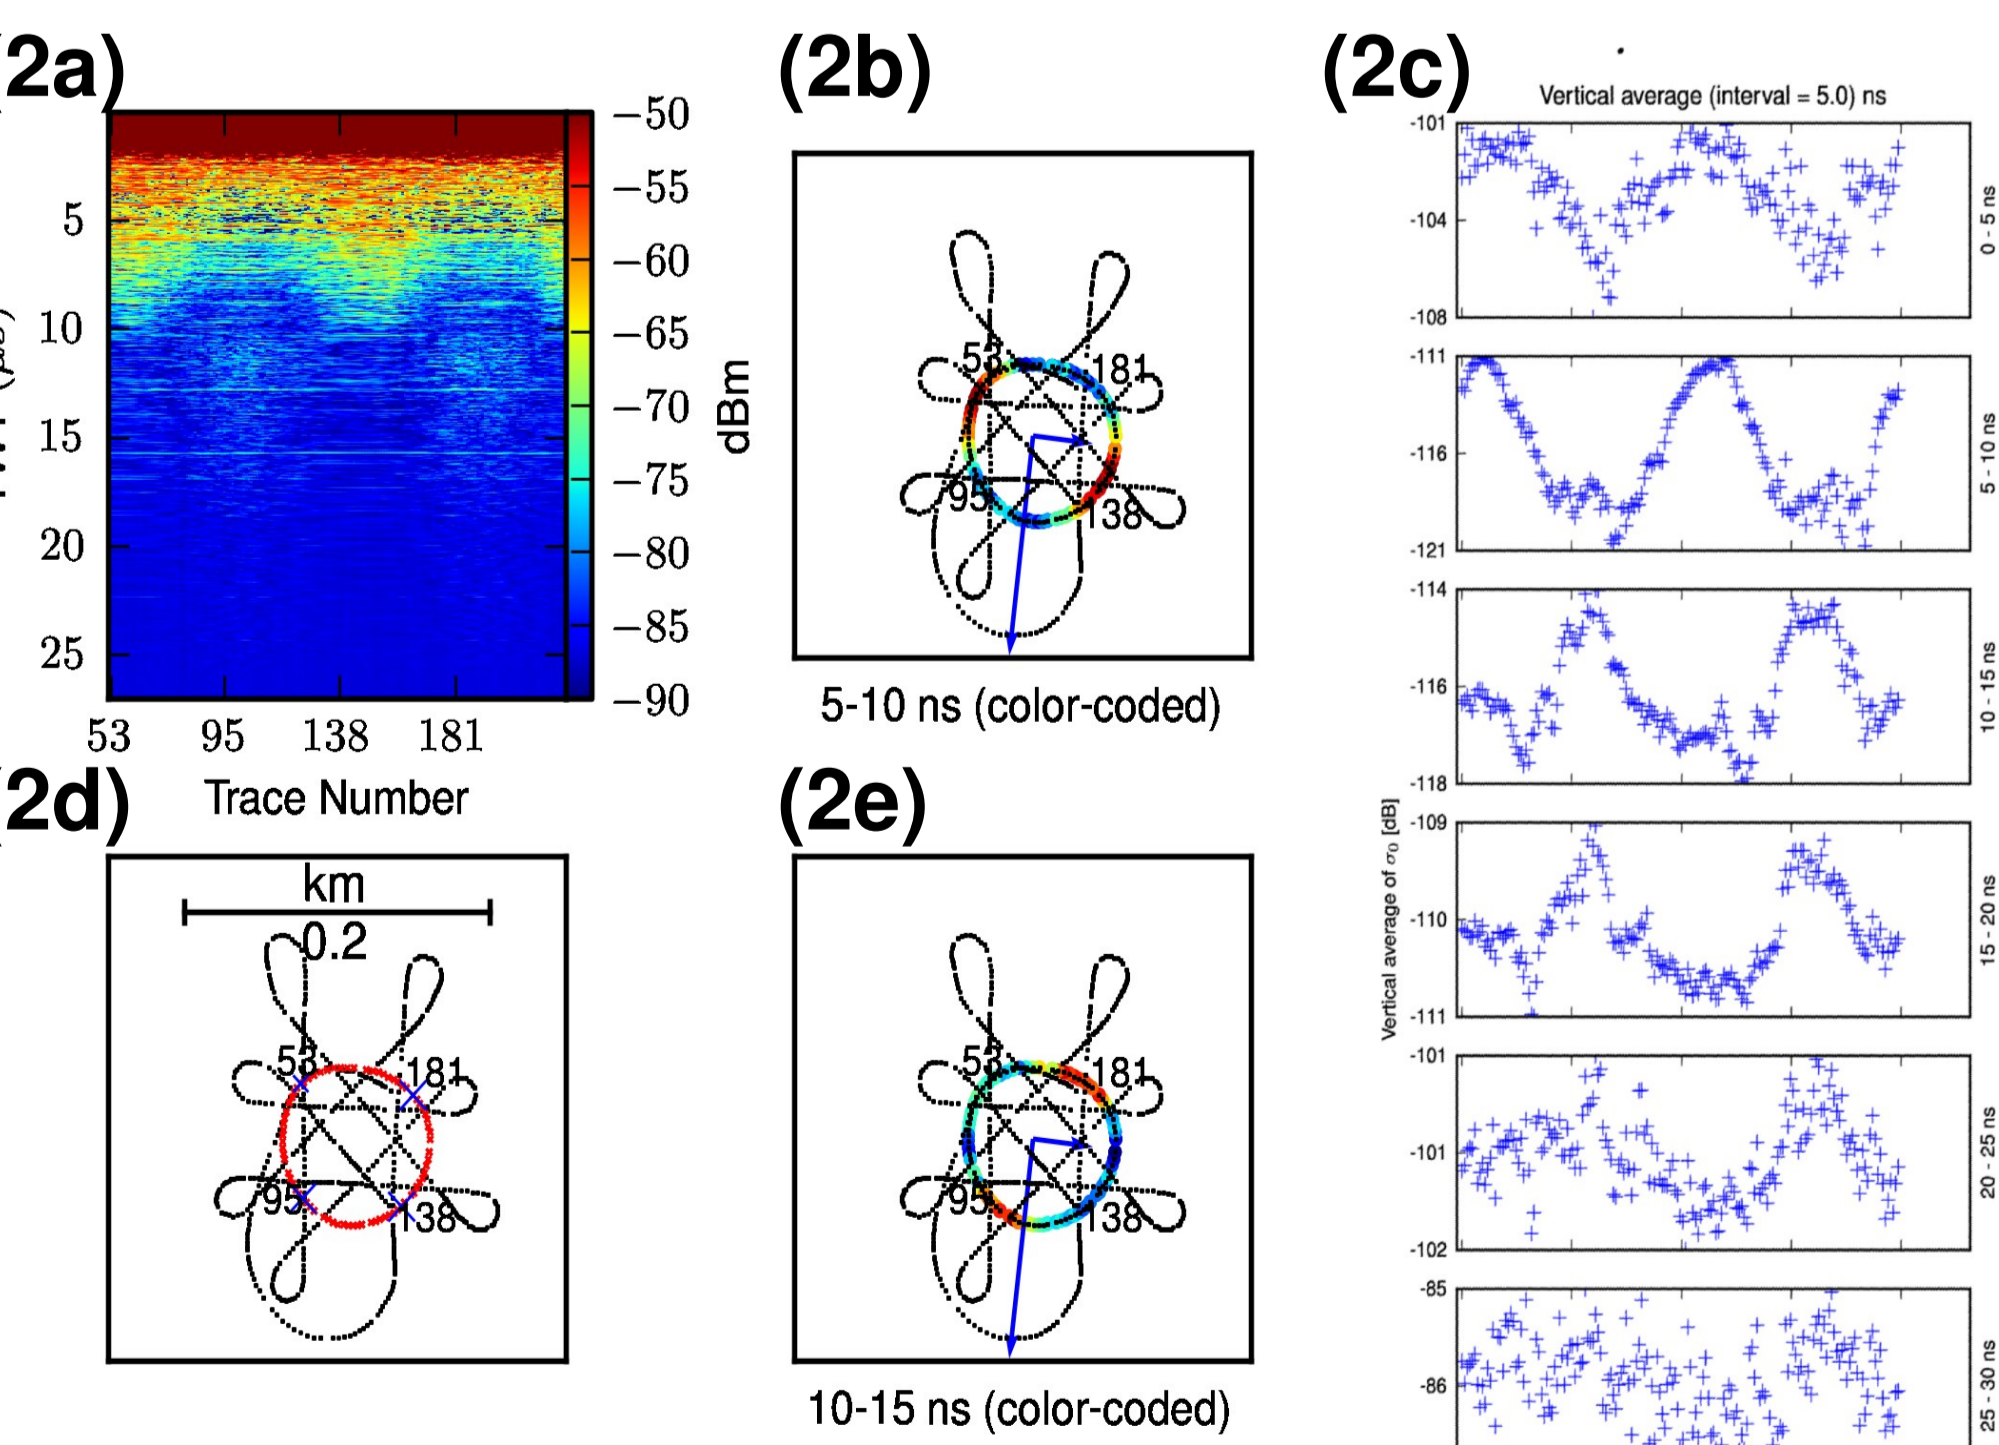 (2a)
−50
−55
−60
−65
−70
−75
−80
−85
−90
dBm
5
10
15
20
25
53 95 138 181
Trace Number
(2b)
53
181
95
138
5-10 ns (color-coded)
(2c)
Vertical average (interval = 5.0) ns
-101
-104
-108
0 - 5 ns
-111
-116
-121
5 - 10 ns
-114
-116
-118
10 - 15 ns
-109
-110
-111
15 - 20 ns
-101
-101
-102
20 - 25 ns
-85
-86
25 - 30 ns
Vertical average of σ0 [dB]
(2d)
km
0.2
53
181
95
138
(2e)
53
181
95
138
10-15 ns (color-coded)